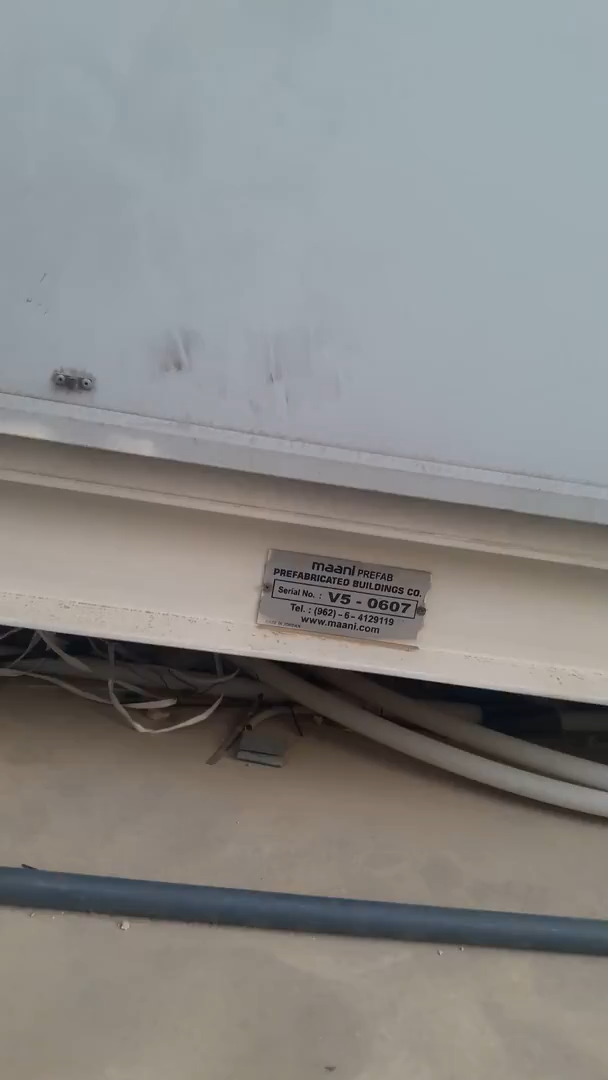 maani PREFAB
PREFABRICATED BUILDINGS CO.
Serial No. : V5 - 0607
Tel. : (962) - 6 - 4129119
www.maani.com